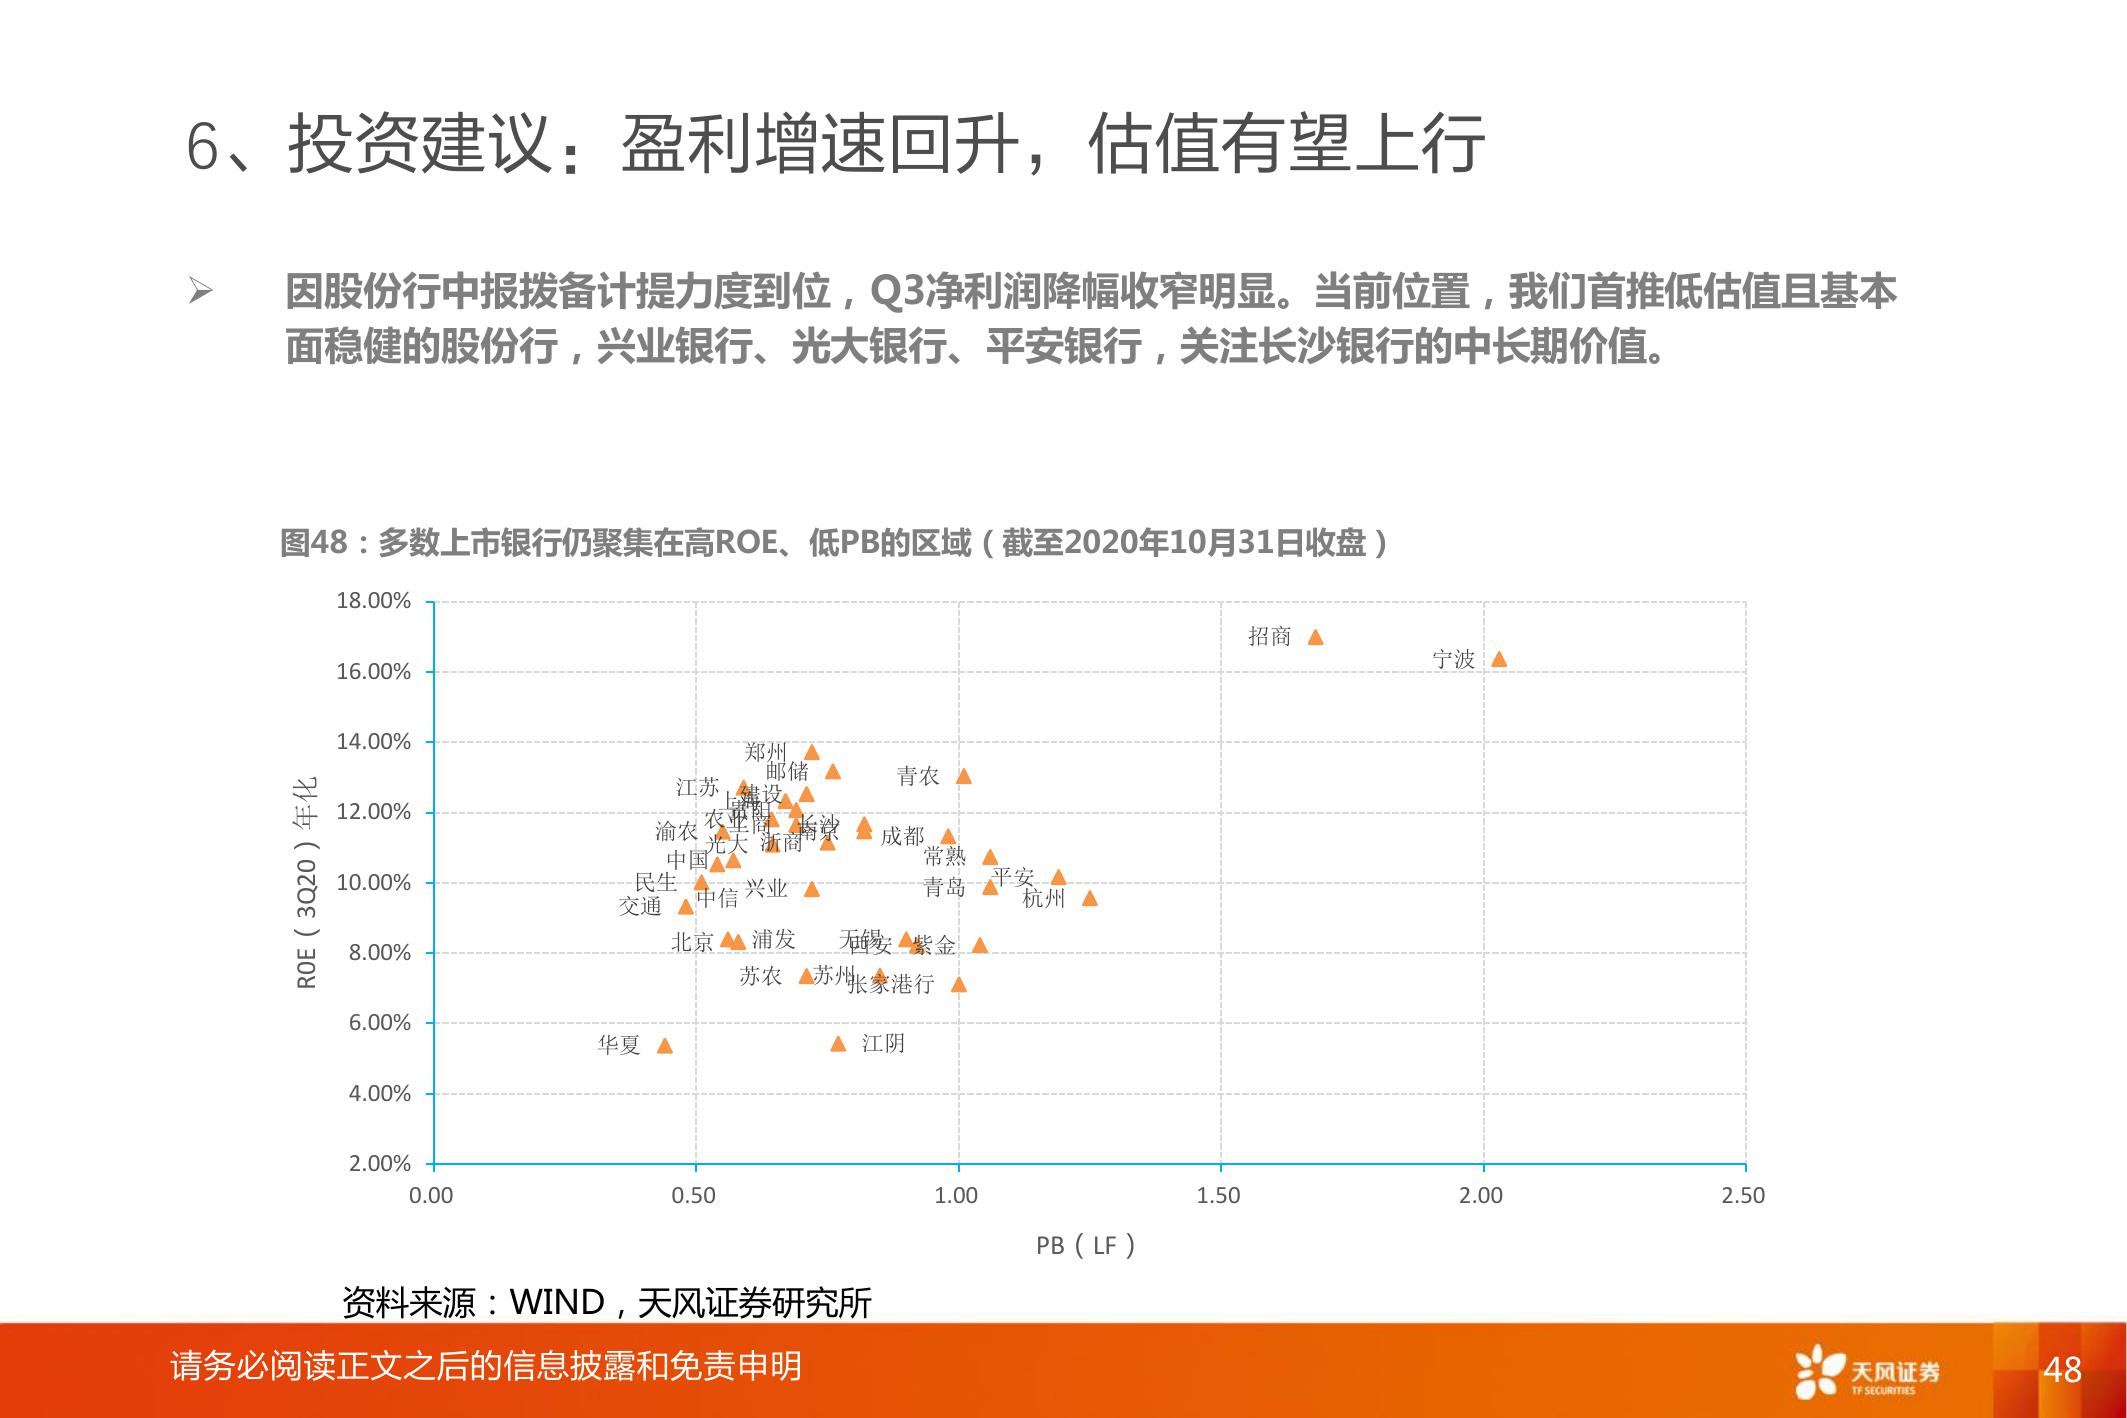 6、投资建议：盈利增速回升，估值有望上行
因股份行中报拨备计提力度到位，Q3净利润降幅收窄明显。当前位置，我们首推低估值且基本
面稳健的股份行，兴业银行、光大银行、平安银行，关注长沙银行的中长期价值。
图48：多数上市银行仍聚集在高ROE、低PB的区域（截至2020年10月31日收盘）
18.00%
16.00%
14.00%
12.00%
10.00%
8.00%
6.00%
4.00%
2.00%
ROE（3Q20）年化
招商
宁波
郑州
邮储
青农
江苏
建设
上海
贵阳
农业
工商
长沙
南京
渝农
成都
光大
浙商
常熟
中国
平安
民生
兴业
青岛
中信
杭州
交通
北京
浦发
无锡
西安
紫金
苏农
苏州
张家港行
华夏
江阴
0.00
0.50
1.00
1.50
2.00
2.50
PB（LF）
资料来源：WIND，天风证券研究所
请务必阅读正文之后的信息披露和免责申明
天风证券
TF SECURITIES
48